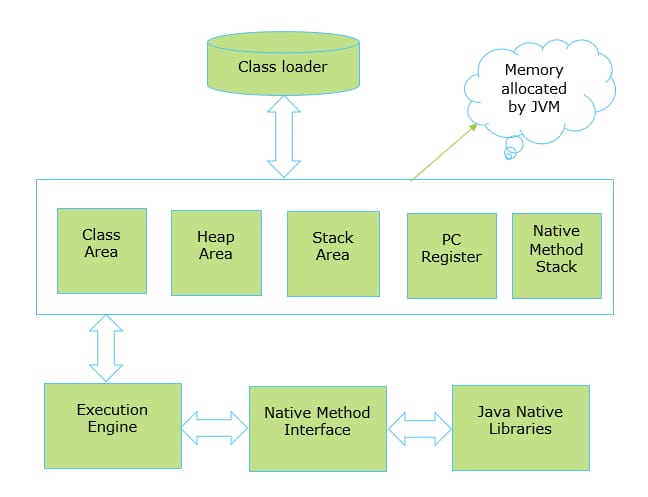 Class loader
Memory
allocated
by JVM
Class
Area
Heap
Area
Stack
Area
PC
Register
Native
Method
Stack
Execution
Engine
Native Method
Interface
Java Native
Libraries